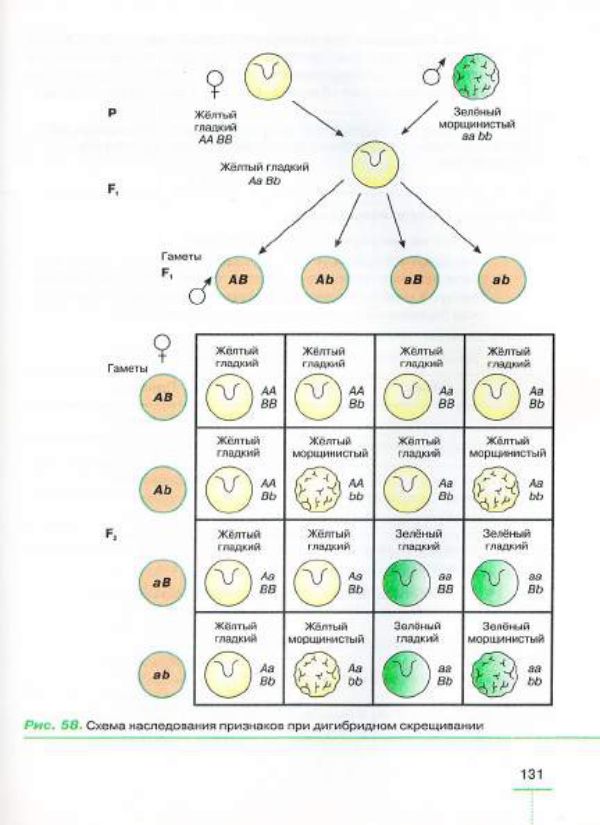 ♀
♂
P
Жёлтый
гладкий
AA BB
Зелёный
морщинистый
aa bb
Жёлтый гладкий
Aa Bb
F₁
Гаметы
F₁
♂
AB
Ab
aB
ab
♀
Гаметы
AB
Жёлтый
гладкий
AA
BB
Жёлтый
гладкий
AA
Bb
Жёлтый
гладкий
Aa
BB
Жёлтый
гладкий
Aa
Bb
Ab
Жёлтый
гладкий
AA
Bb
Жёлтый
морщинистый
AA
bb
Жёлтый
гладкий
Aa
Bb
Жёлтый
морщинистый
Aa
bb
F₂
aB
Жёлтый
гладкий
Aa
BB
Жёлтый
гладкий
Aa
Bb
Зелёный
гладкий
aa
BB
Зелёный
гладкий
aa
Bb
ab
Жёлтый
гладкий
Aa
Bb
Жёлтый
морщинистый
Aa
bb
Зелёный
гладкий
aa
Bb
Зелёный
морщинистый
aa
bb
Рис. 58. Схема наследования признаков при дигибридном скрещивании
131